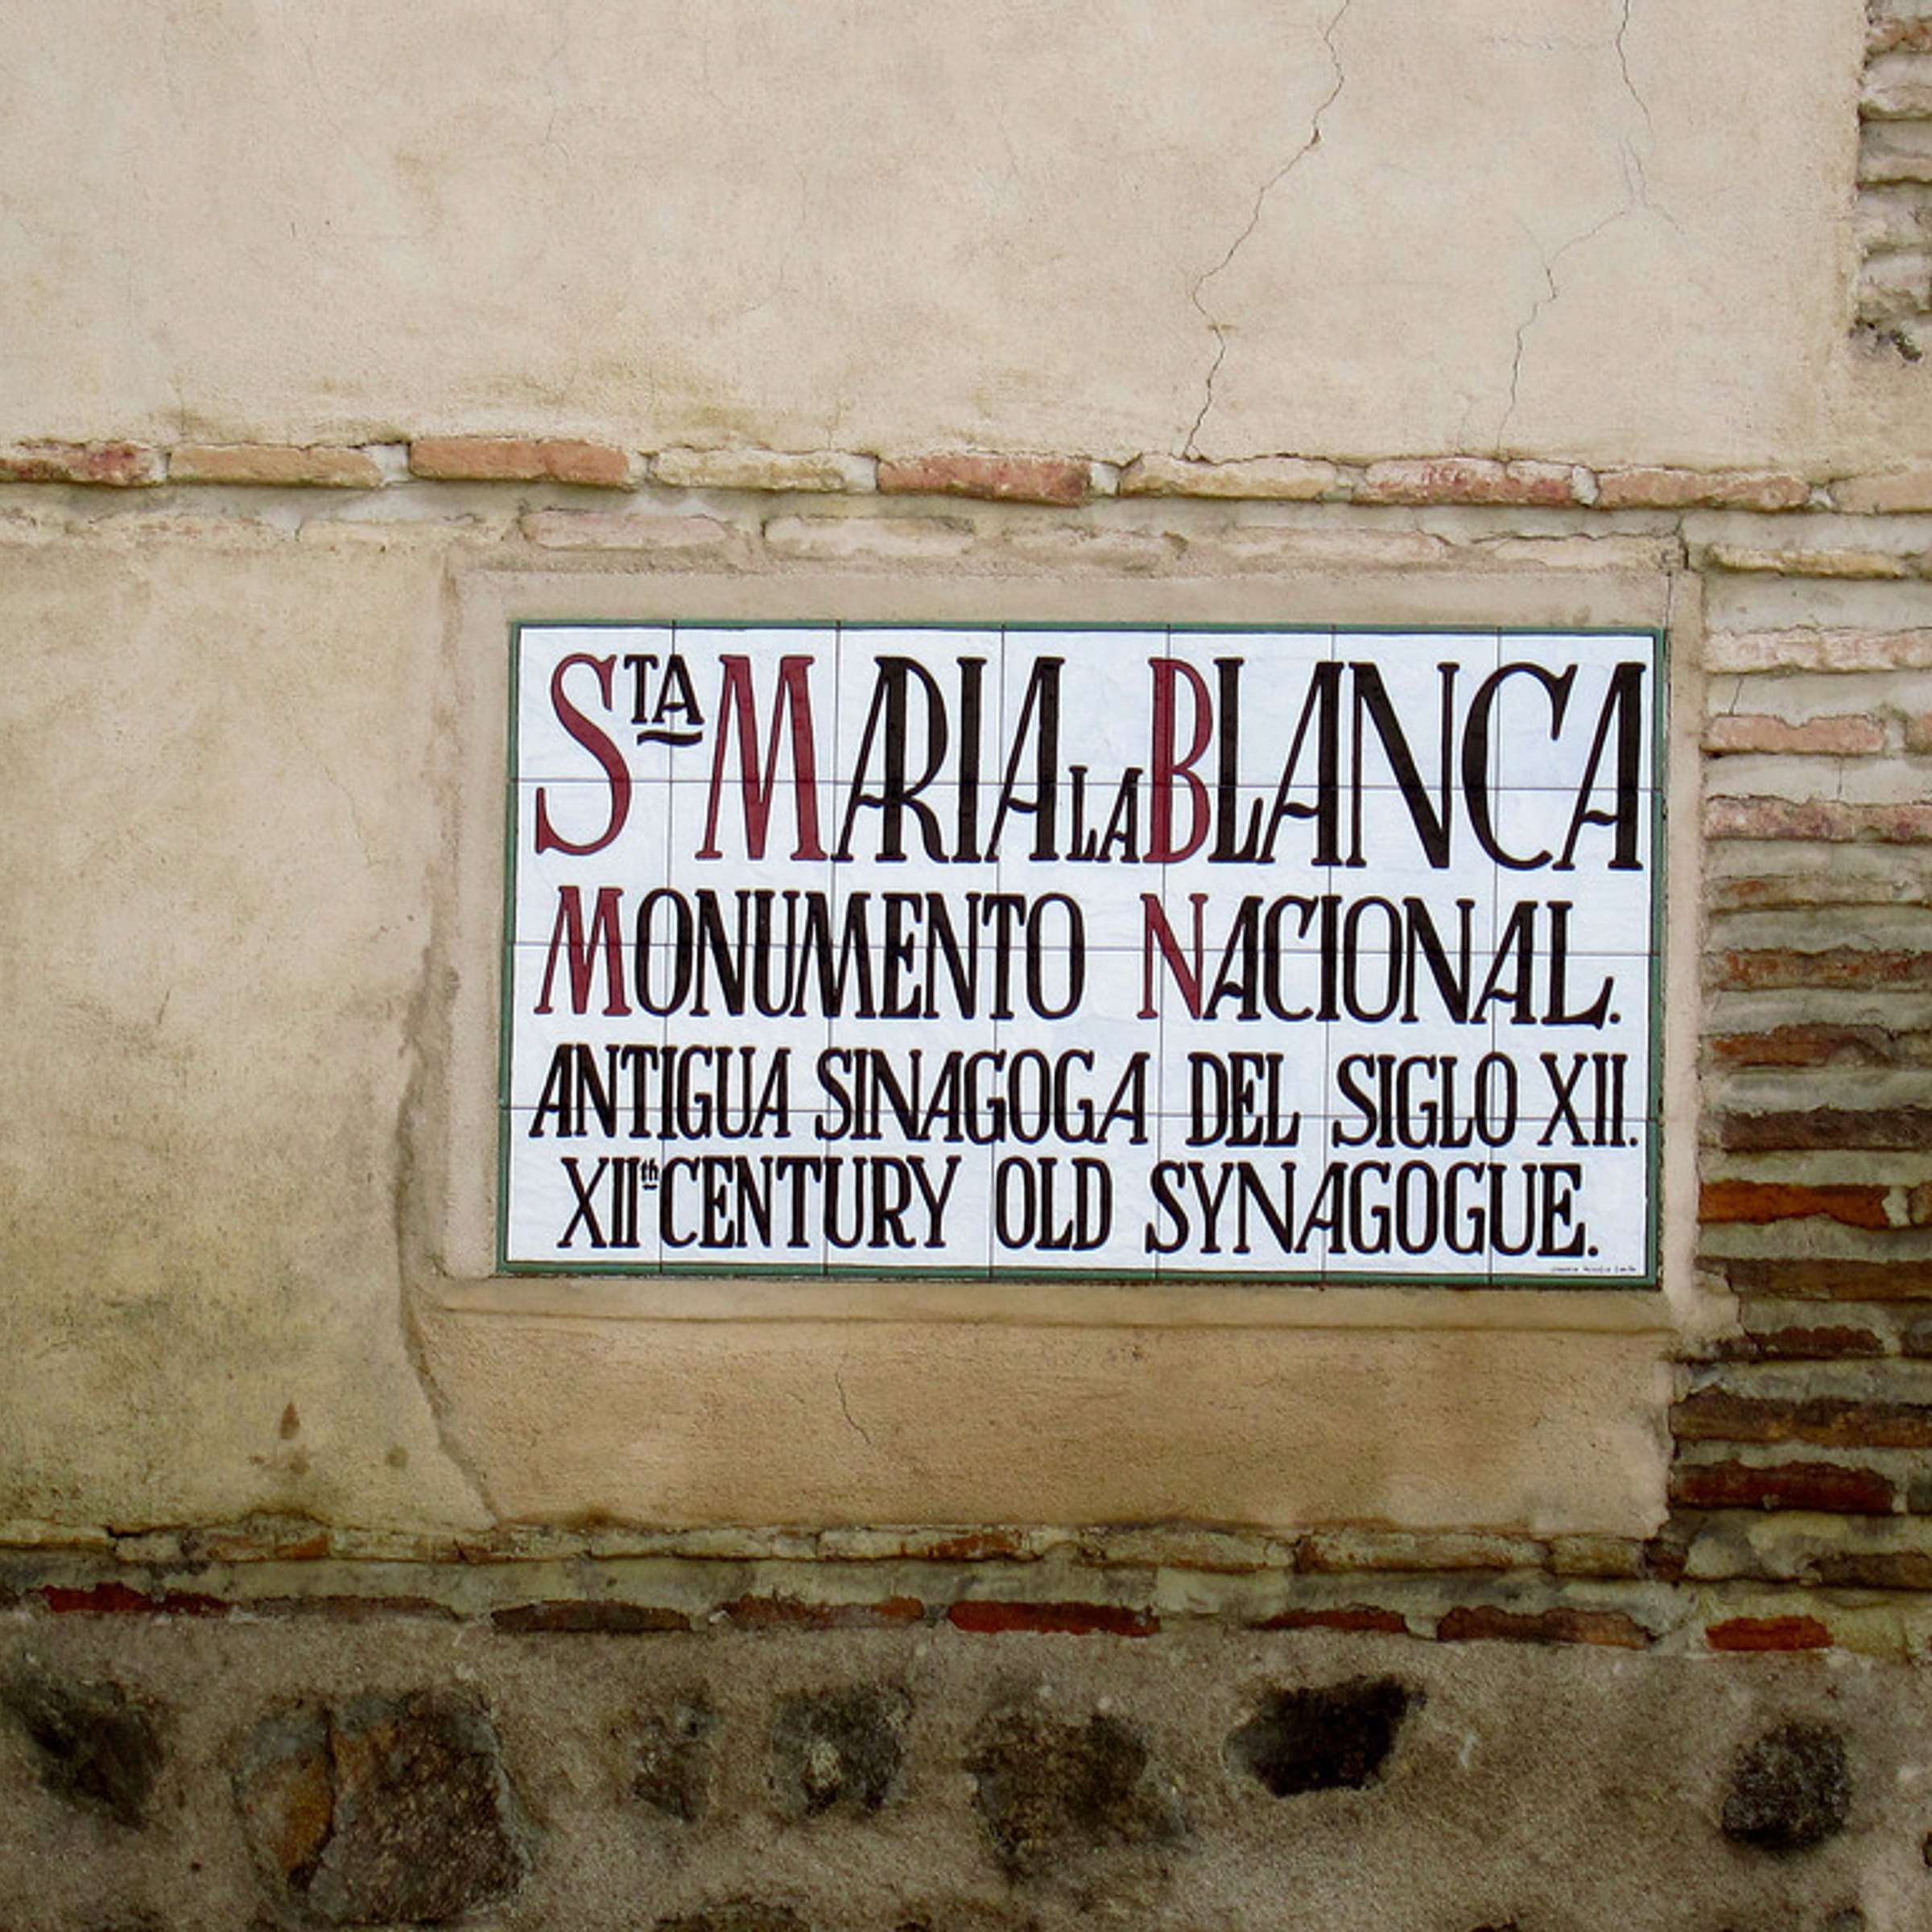 STA MARIA LA BLANCA
MONUMENTO NACIONAL.
ANTIGUA SINAGOGA DEL SIGLO XII.
XIIth CENTURY OLD SYNAGOGUE.